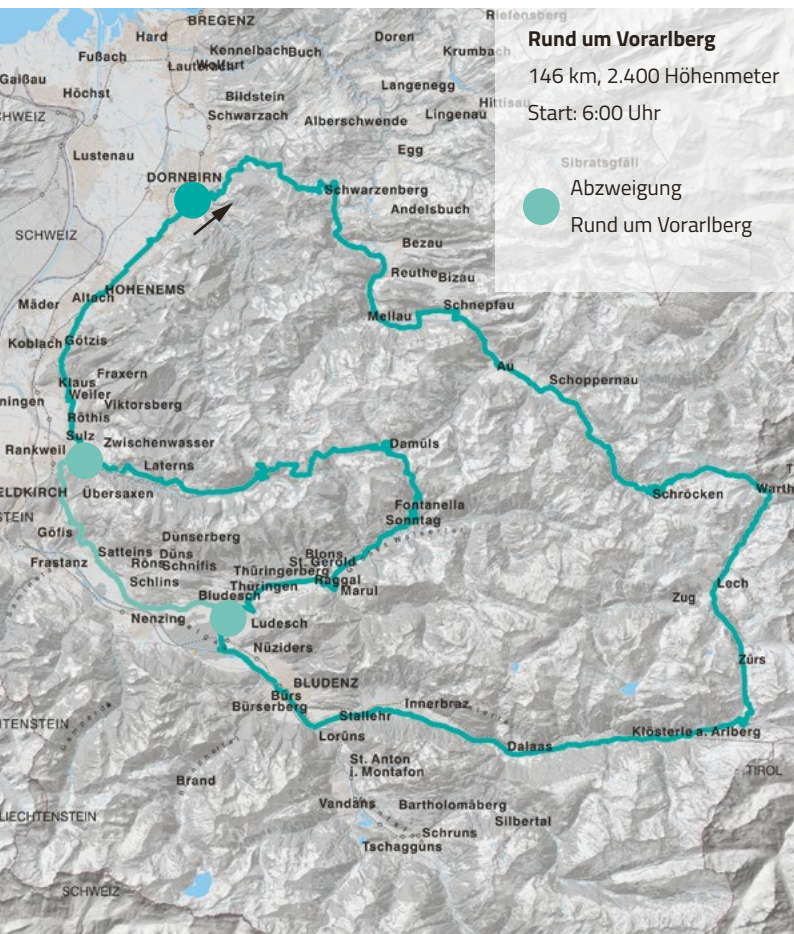 Rund um Vorarlberg
146 km, 2.400 Höhenmeter
Start: 6:00 Uhr
Abzweigung
Rund um Vorarlberg
BREGENZ
Riefensberg
Hard
Doren
Kennelbach
Buch
Krumbach
Fußach
Lauterach
Wolfurt
Gaißau
Höchst
Bildstein
Langenegg
Hittisau
Schwarzach
Alberschwende
Lingenau
Lustenau
Egg
Sibratsgfäll
DORNBIRN
Schwarzenberg
Andelsbuch
SCHWEIZ
Bezau
Reuthe
Bizau
HOHENEMS
Altach
Mäder
Schnepfau
Mellau
Koblach
Götzis
Fraxern
Au
Klaus
Schoppernau
Weiler
Viktorsberg
Röthis
Sulz
Zwischenwasser
Damüls
Rankweil
Laterns
Übersaxen
Schröcken
Warth
Fontanella
Sonntag
Göfis
Dünserberg
Satteins
Düns
Röns
Schnifis
Blons
St. Gerold
Frastanz
Thüringerberg
Schlins
Raggal
Thüringen
Marul
Bludesch
Lech
Zug
Nenzing
Ludesch
Nüziders
Zürs
BLUDENZ
Bürs
Bürserberg
Innerbraz
Stallehr
Lorüns
Klösterle a. Arlberg
Dalaas
St. Anton
i. Montafon
TIROL
Brand
Vandans
Bartholomäberg
LIECHTENSTEIN
Silbertal
Schruns
Tschagguns
SCHWEIZ